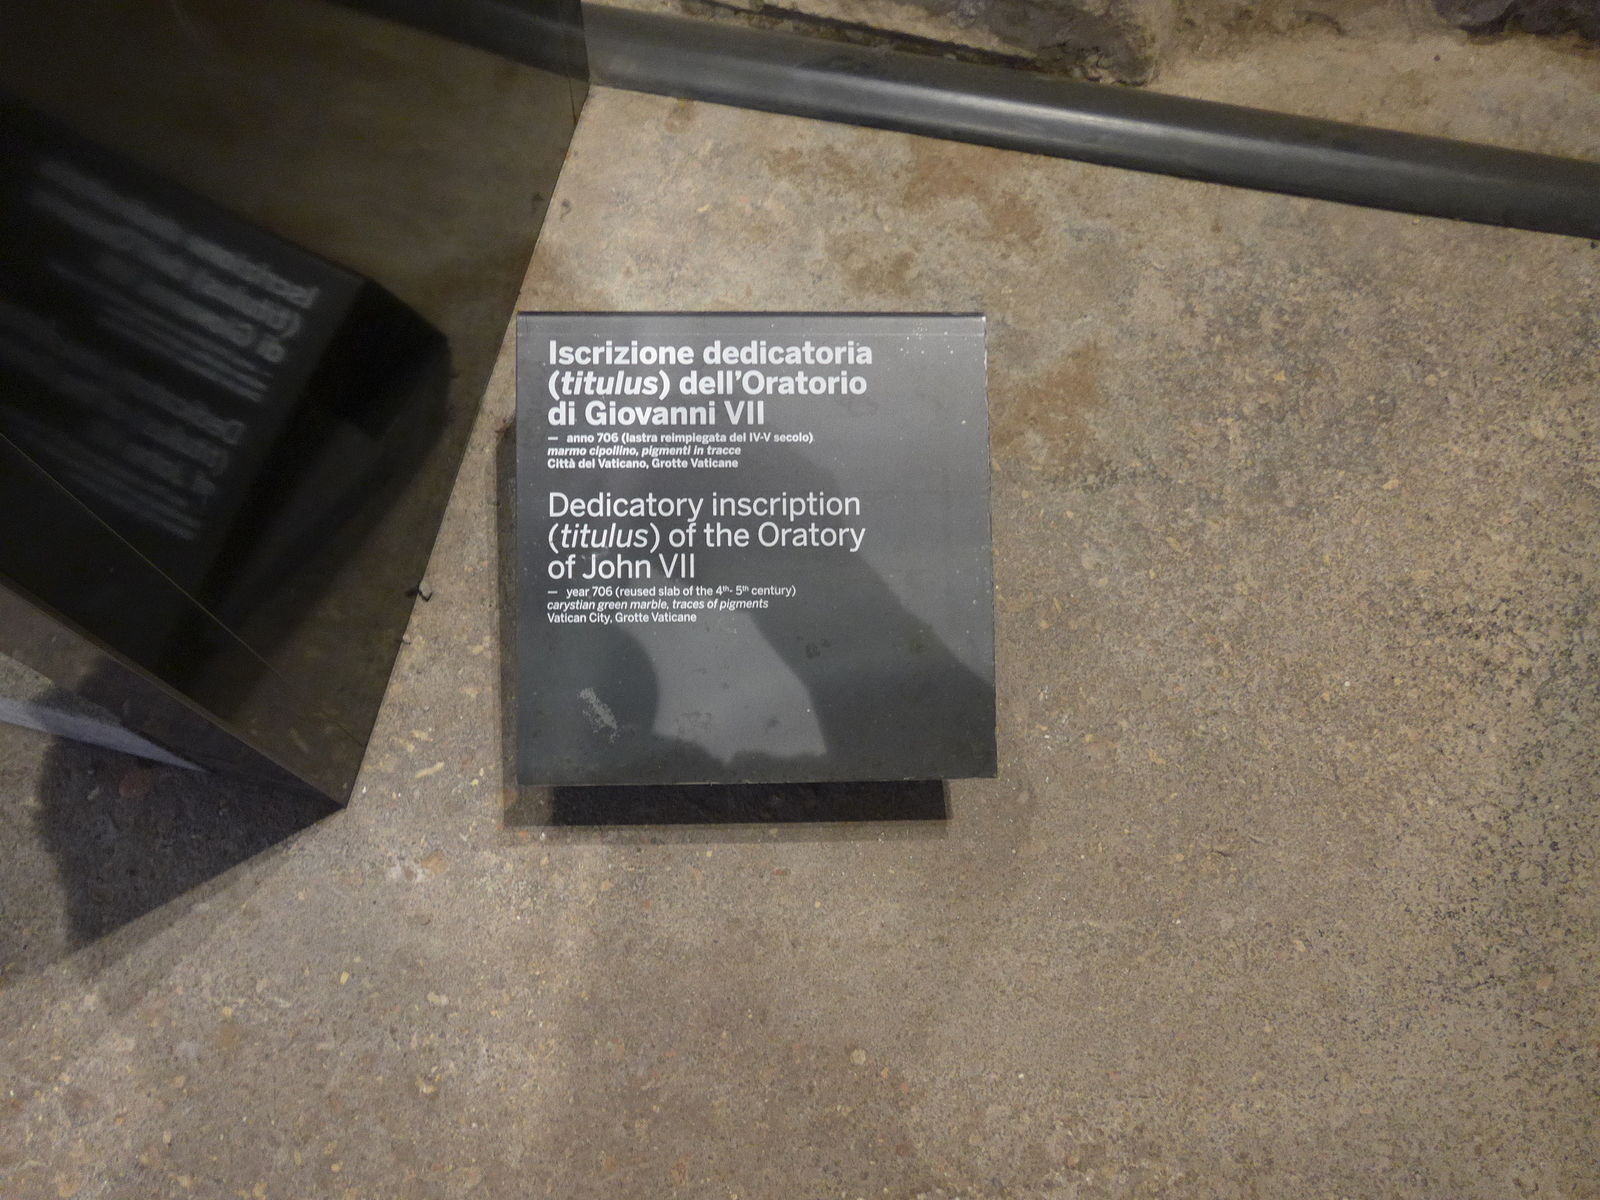 Iscrizione dedicatoria
(titulus) dell'Oratorio
di Giovanni VII
— anno 706 (lastra reimpiegata del IV-V secolo)
marmo cipollino, pigmenti in tracce
Città del Vaticano, Grotte Vaticane
Dedicatory inscription
(titulus) of the Oratory
of John VII
— year 706 (reused slab of the 4th- 5th century)
carystian green marble, traces of pigments
Vatican City, Grotte Vaticane